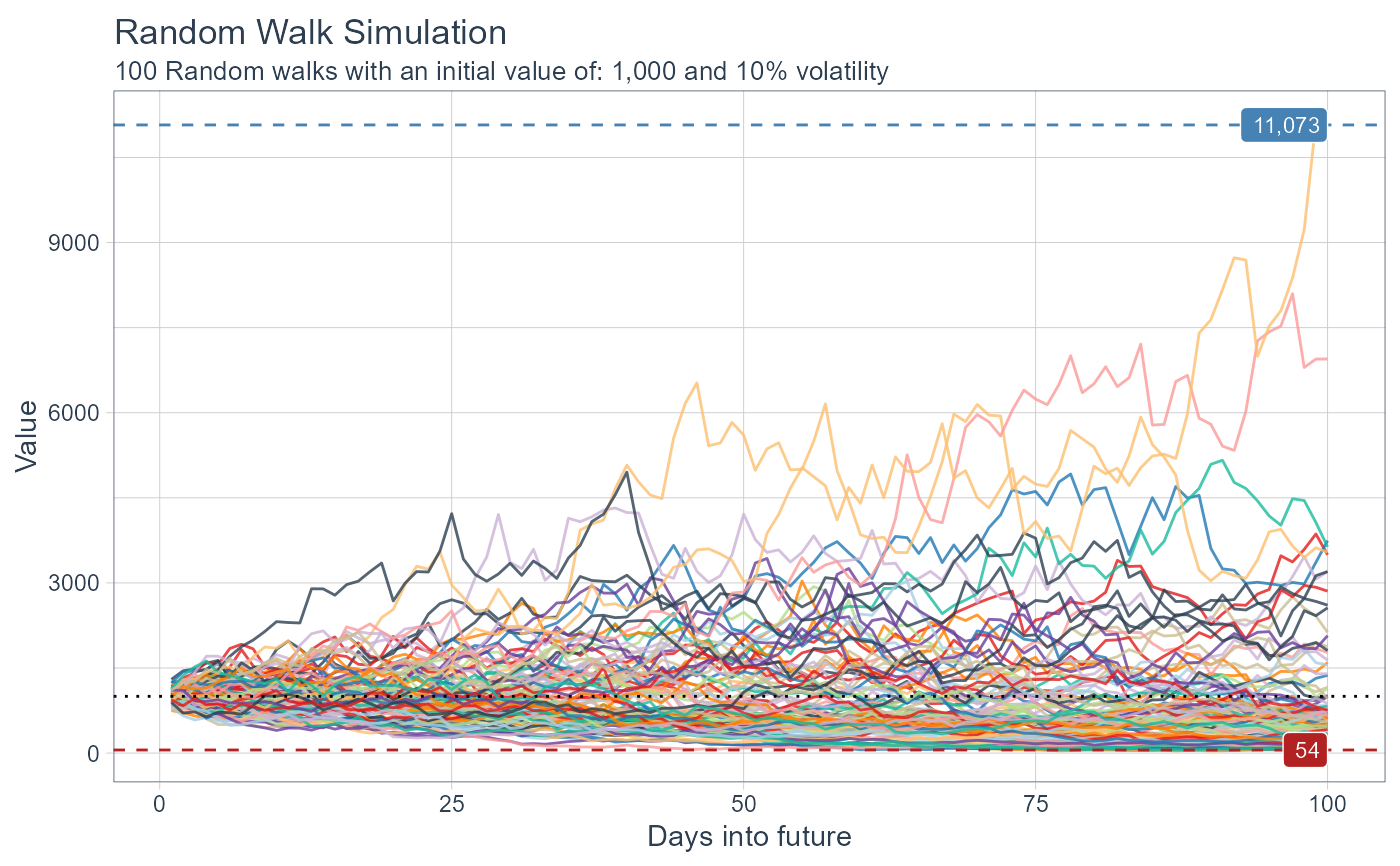 Random Walk Simulation
100 Random walks with an initial value of: 1,000 and 10% volatility
11,073
9000
6000
3000
0
54
Value
0 25 50 75 100
Days into future